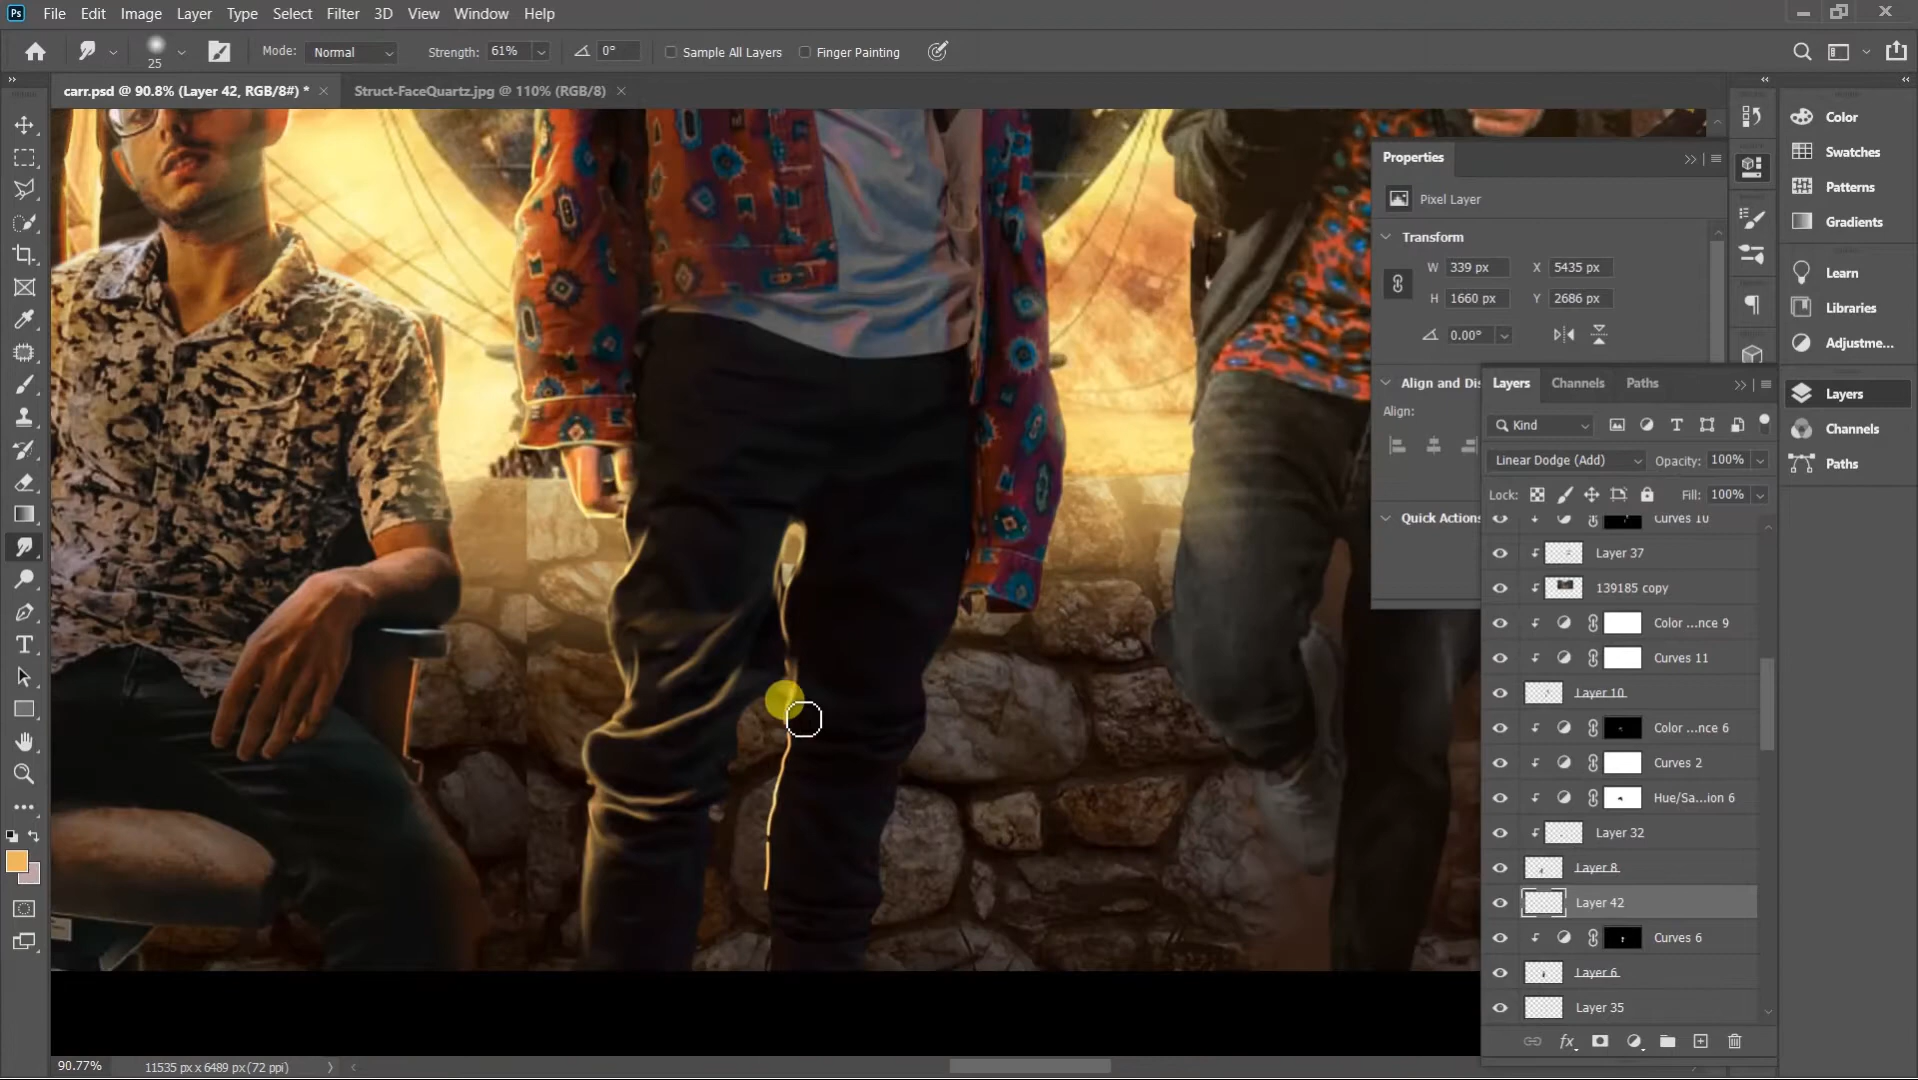 Ps File Edit Image Layer Type Select Filter 3D View Window Help
25 Mode: Normal Strength: 61% 0° Sample All Layers Finger Painting
carr.psd @ 90.8% (Layer 42, RGB/8#) * Struct-FaceQuartz.jpg @ 110% (RGB/8)
Properties
Pixel Layer
Transform
W 339 px X 5435 px
H 1660 px Y 2686 px
0.00°
Align and Dis
Align:
Quick Actions
Layers Channels Paths
Kind
Linear Dodge (Add) Opacity: 100%
Lock: Fill: 100%
Curves 10
Layer 37
139185 copy
Color ...nce 9
Curves 11
Layer 10
Color ...nce 6
Curves 2
Hue/Sa...ion 6
Layer 32
Layer 8
Layer 42
Curves 6
Layer 6
Layer 35
fx
Color
Swatches
Patterns
Gradients
Learn
Libraries
Adjustme...
Layers
Channels
Paths
90.77% 11535 px x 6489 px (72 ppi)